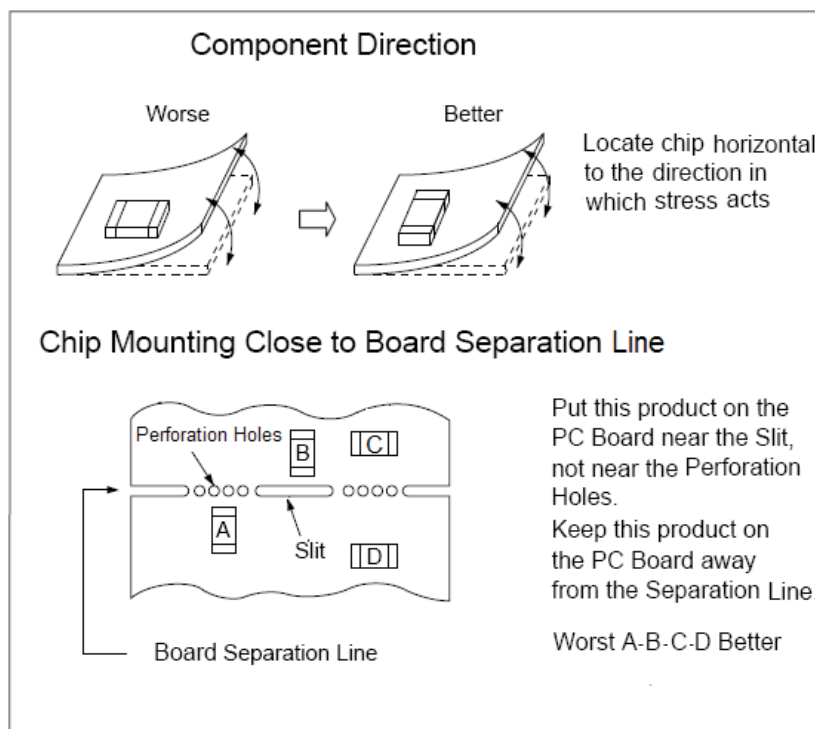 Component Direction
Worse
Better
Locate chip horizontal
to the direction in
which stress acts
Chip Mounting Close to Board Separation Line
Perforation Holes
B
C
A
Slit
D
Board Separation Line
Put this product on the
PC Board near the Slit,
not near the Perforation
Holes.
Keep this product on
the PC Board away
from the Separation Line.
Worst A-B-C-D Better